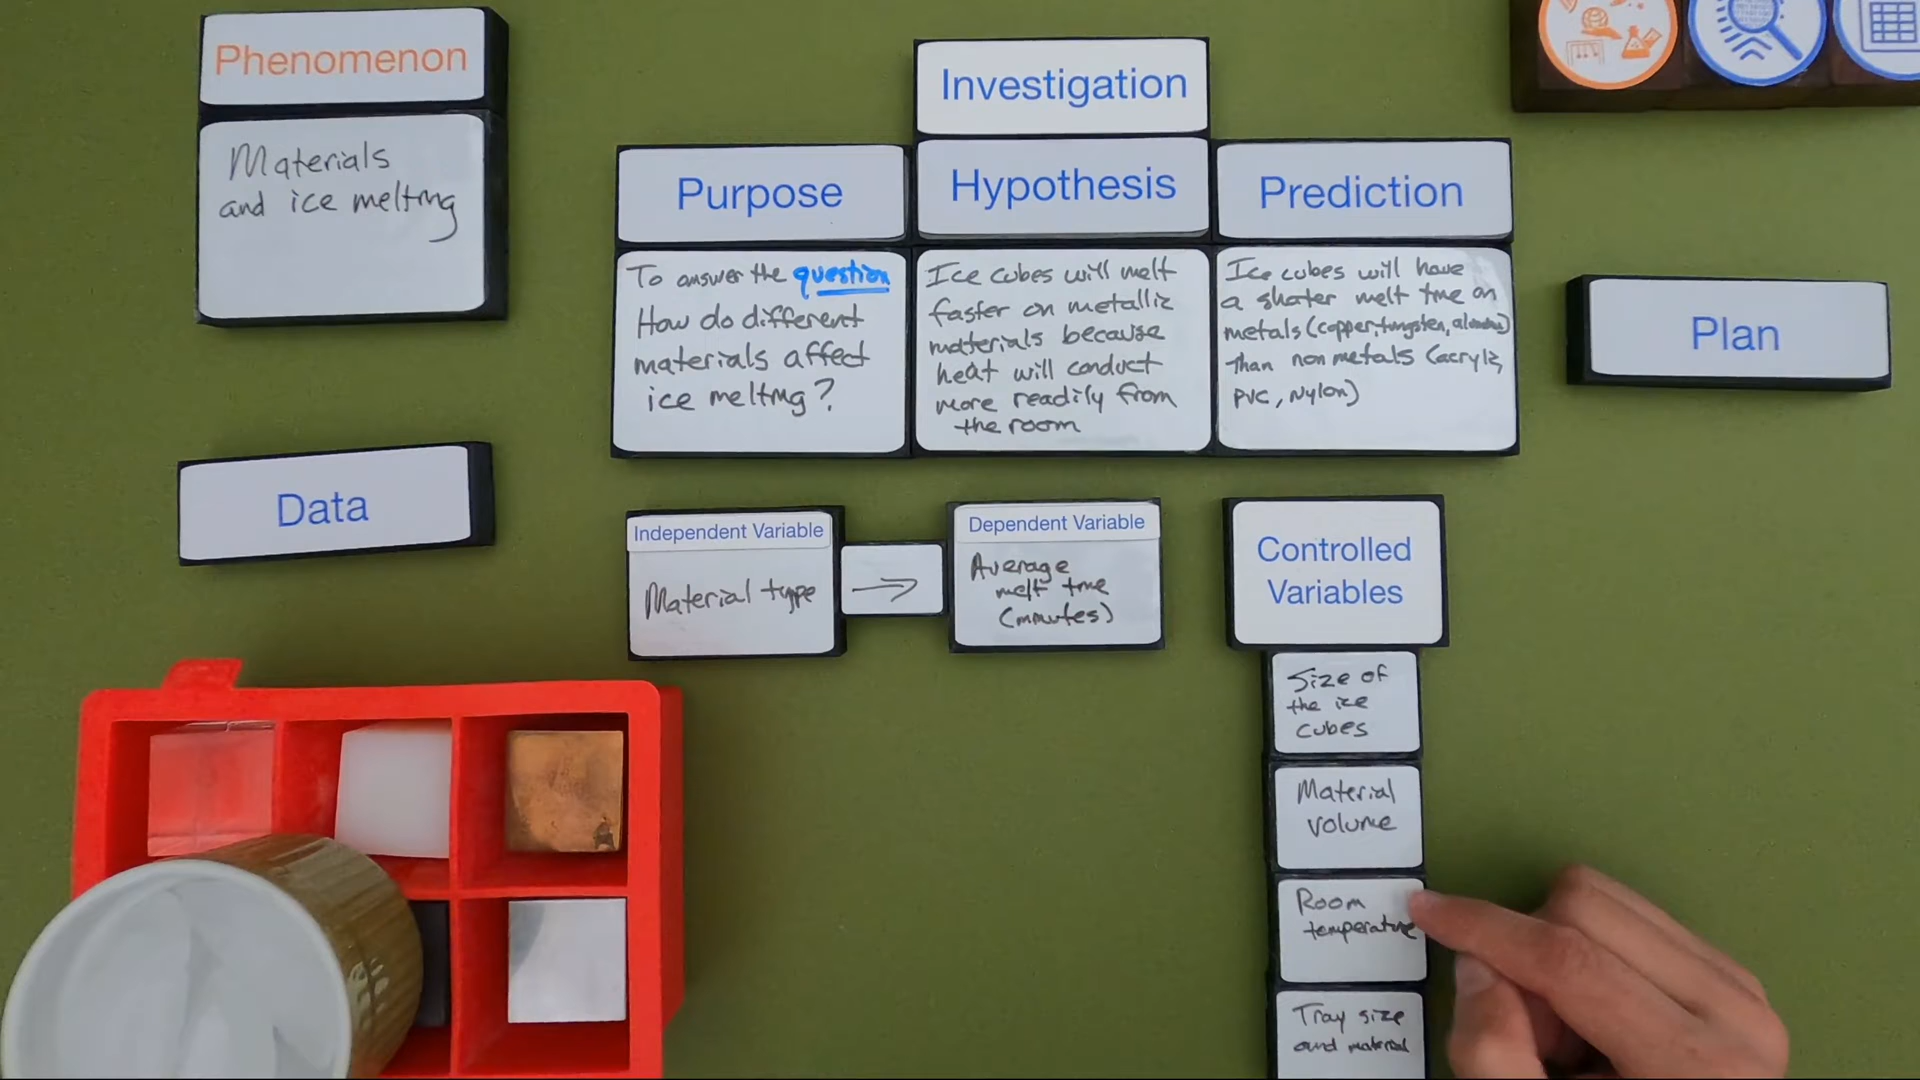 Phenomenon
Materials
and ice melting
Investigation
Purpose
Hypothesis
Prediction
To answer the question
How do different
materials affect
ice melting?
Ice cubes will melt
faster on metallic
materials because
heat will conduct
more readily from
the room
Ice cubes will have
a shorter melt time on
metals (copper, tungsten, aluminum)
than non metals (acrylic,
PVC, Nylon)
Plan
Data
Independent Variable
Material type
Dependent Variable
Average
melt time
(minutes)
Controlled
Variables
Size of
the ice
cubes
Material
volume
Room
temperature
Tray size
and material